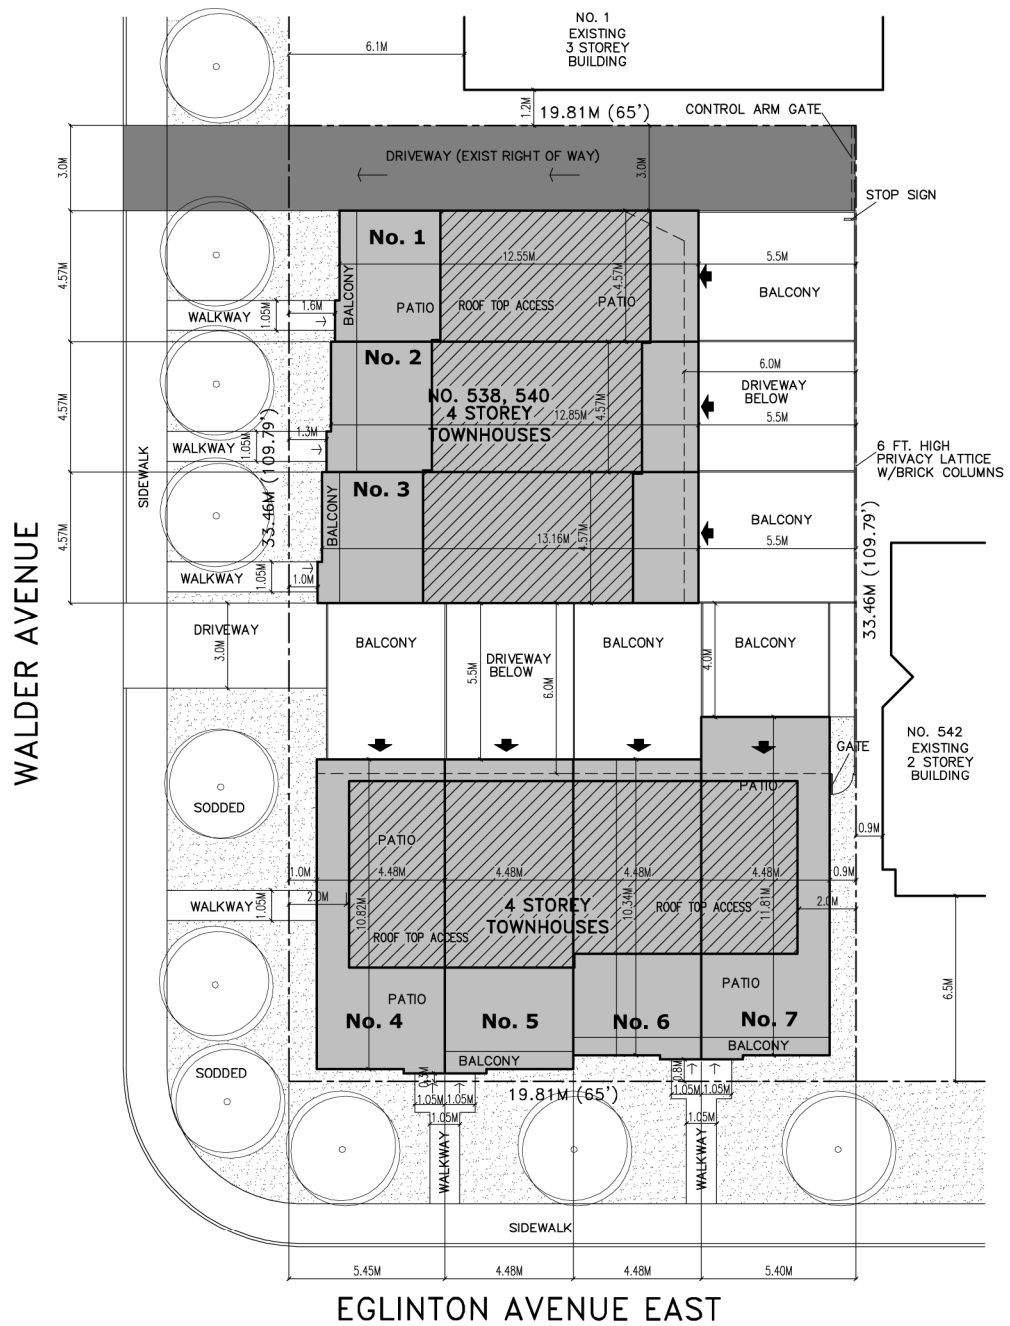 NO. 1
EXISTING
3 STOREY
BUILDING
6.1M
1.2M
19.81M (65')
CONTROL ARM GATE
3.0M
DRIVEWAY (EXIST RIGHT OF WAY)
3.0M
STOP SIGN
No. 1
4.57M
12.55M
5.5M
BALCONY
4.57M
BALCONY
1.6M
PATIO
ROOF TOP ACCESS
PATIO
WALKWAY
1.05M
No. 2
6.0M
4.57M
NO. 538, 540
4 STOREY
TOWNHOUSES
12.85M
4.57M
DRIVEWAY
BELOW
5.5M
1.3M
WALKWAY
1.05M
33.46M (109.79')
SIDEWALK
6 FT. HIGH
PRIVACY LATTICE
W/BRICK COLUMNS
No. 3
BALCONY
4.57M
13.16M
4.57M
BALCONY
5.5M
WALKWAY
1.05M
1.0M
33.46M (109.79')
WALDER AVENUE
DRIVEWAY
3.0M
BALCONY
5.5M
DRIVEWAY
BELOW
6.0M
BALCONY
4.0M
BALCONY
NO. 542
EXISTING
2 STOREY
BUILDING
GATE
PATIO
SODDED
0.9M
PATIO
1.0M
4.48M
4.48M
4.48M
4.48M
0.9M
2.0M
2.0M
WALKWAY
1.05M
10.82M
10.34M
11.81M
4 STOREY
TOWNHOUSES
ROOF TOP ACCESS
ROOF TOP ACCESS
PATIO
PATIO
6.5M
No. 4
No. 5
No. 6
No. 7
BALCONY
BALCONY
SODDED
0.3M
0.8M
1.05M
1.05M
19.81M (65')
1.05M
1.05M
1.05M
1.05M
WALKWAY
WALKWAY
SIDEWALK
5.45M
4.48M
4.48M
5.40M
EGLINTON AVENUE EAST